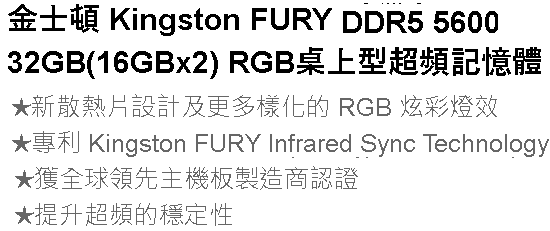 金士頓 Kingston FURY DDR5 5600
32GB(16GBx2) RGB桌上型超頻記憶體
★新散熱片設計及更多樣化的 RGB 炫彩燈效
★專利 Kingston FURY Infrared Sync Technology
★獲全球領先主機板製造商認證
★提升超頻的穩定性